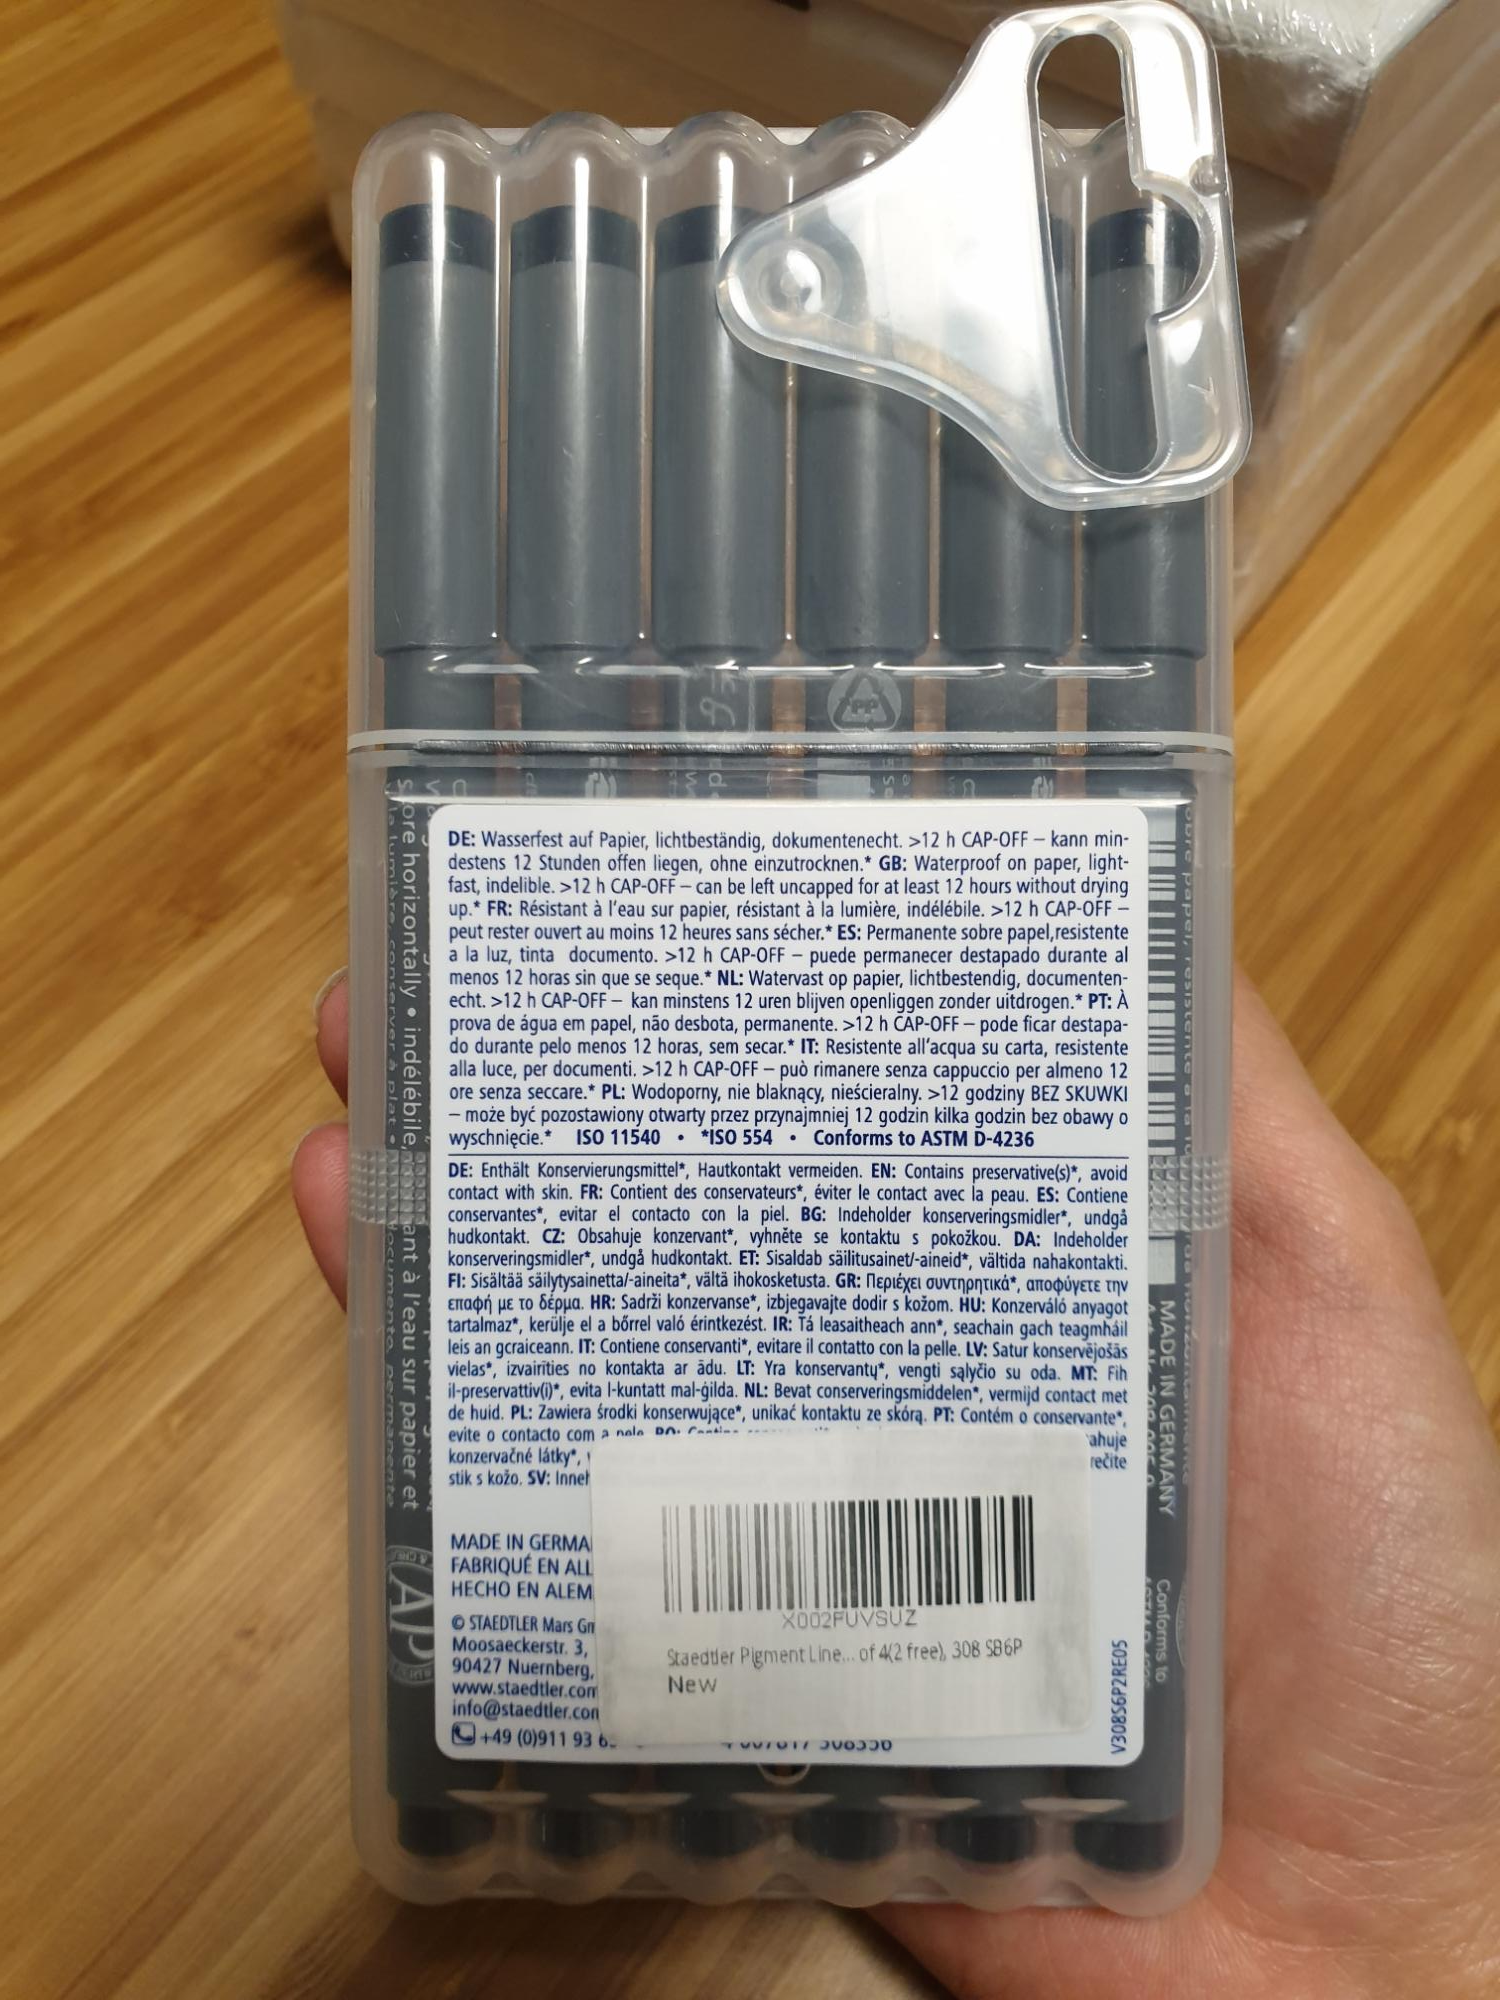 PP
DE: Wasserfest auf Papier, lichtbeständig, dokumentenecht. >12 h CAP-OFF – kann min-
destens 12 Stunden offen liegen, ohne einzutrocknen.* GB: Waterproof on paper, light-
fast, indelible. >12 h CAP-OFF – can be left uncapped for at least 12 hours without drying
up.* FR: Résistant à l'eau sur papier, résistant à la lumière, indélébile. >12 h CAP-OFF –
peut rester ouvert au moins 12 heures sans sécher.* ES: Permanente sobre papel,resistente
a la luz, tinta documento. >12 h CAP-OFF – puede permanecer destapado durante al
menos 12 horas sin que se seque.* NL: Watervast op papier, lichtbestendig, documenten-
echt. >12 h CAP-OFF – kan minstens 12 uren blijven openliggen zonder uitdrogen.* PT: À
prova de água em papel, não desbota, permanente. >12 h CAP-OFF – pode ficar destapa-
do durante pelo menos 12 horas, sem secar.* IT: Resistente all'acqua su carta, resistente
alla luce, per documenti. >12 h CAP-OFF – può rimanere senza cappuccio per almeno 12
ore senza seccare.* PL: Wodoporny, nie blaknący, nieścieralny. >12 godziny BEZ SKUWKI
– może być pozostawiony otwarty przez przynajmniej 12 godzin kilka godzin bez obawy o
wyschnięcie.* ISO 11540 • *ISO 554 • Conforms to ASTM D-4236
DE: Enthält Konservierungsmittel*, Hautkontakt vermeiden. EN: Contains preservative(s)*, avoid
contact with skin. FR: Contient des conservateurs*, éviter le contact avec la peau. ES: Contiene
conservantes*, evitar el contacto con la piel. BG: Indeholder konserveringsmidler*, undgå
hudkontakt. CZ: Obsahuje konzervant*, vyhněte se kontaktu s pokožkou. DA: Indeholder
konserveringsmidler*, undgå hudkontakt. ET: Sisaldab säilitusainet/-aineid*, vältida nahakontakti.
FI: Sisältää säilytysainetta/-aineita*, vältä ihokosketusta. GR: Περιέχει συντηρητικά*, αποφύγετε την
επαφή με το δέρμα. HR: Sadrži konzervanse*, izbjegavajte dodir s kožom. HU: Konzerváló anyagot
tartalmaz*, kerülje el a bőrrel való érintkezést. IR: Tá leasaitheach ann*, seachain gach teagmháil
leis an gcraiceann. IT: Contiene conservanti*, evitare il contatto con la pelle. LV: Satur konservējošās
vielas*, izvairīties no kontakta ar ādu. LT: Yra konservantų*, vengti sąlyčio su oda. MT: Fih
il-preservattiv(i)*, evita l-kuntatt mal-ġilda. NL: Bevat conserveringsmiddelen*, vermijd contact met
de huid. PL: Zawiera środki konserwujące*, unikać kontaktu ze skórą. PT: Contém o conservante*,
evite o contacto com a pele. RO:
konzervačné látky*,
stik s kožo. SV:
MADE IN GERMA
FABRIQUÉ EN ALL
HECHO EN ALEM
© STAEDTLER Mars Gm
Moosaeckerstr. 3,
90427 Nuernberg,
www.staedtler.com
info@staedtler.com
+49 (0)911 93 6
X002FUVSUZ
Staedtler Pigment Line... of 4(2 free), 308 SB6P
New
4 007817 308356
V308S6P2RE05
Store horizontally • indélébile,
ant à l'eau sur papier et
AP
MADE IN GERMANY
Conforms to